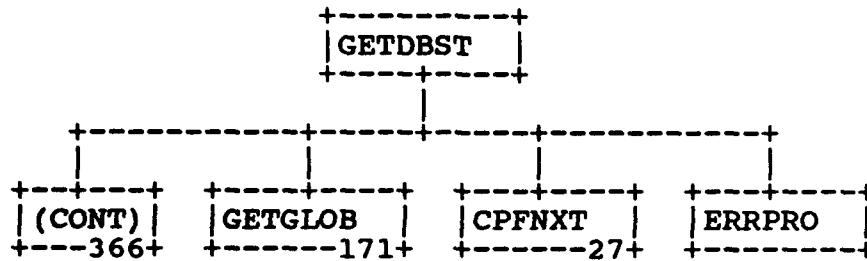 GETDBST
(CONT) GETGLOB CPFNXT ERRPRO
366 171 27